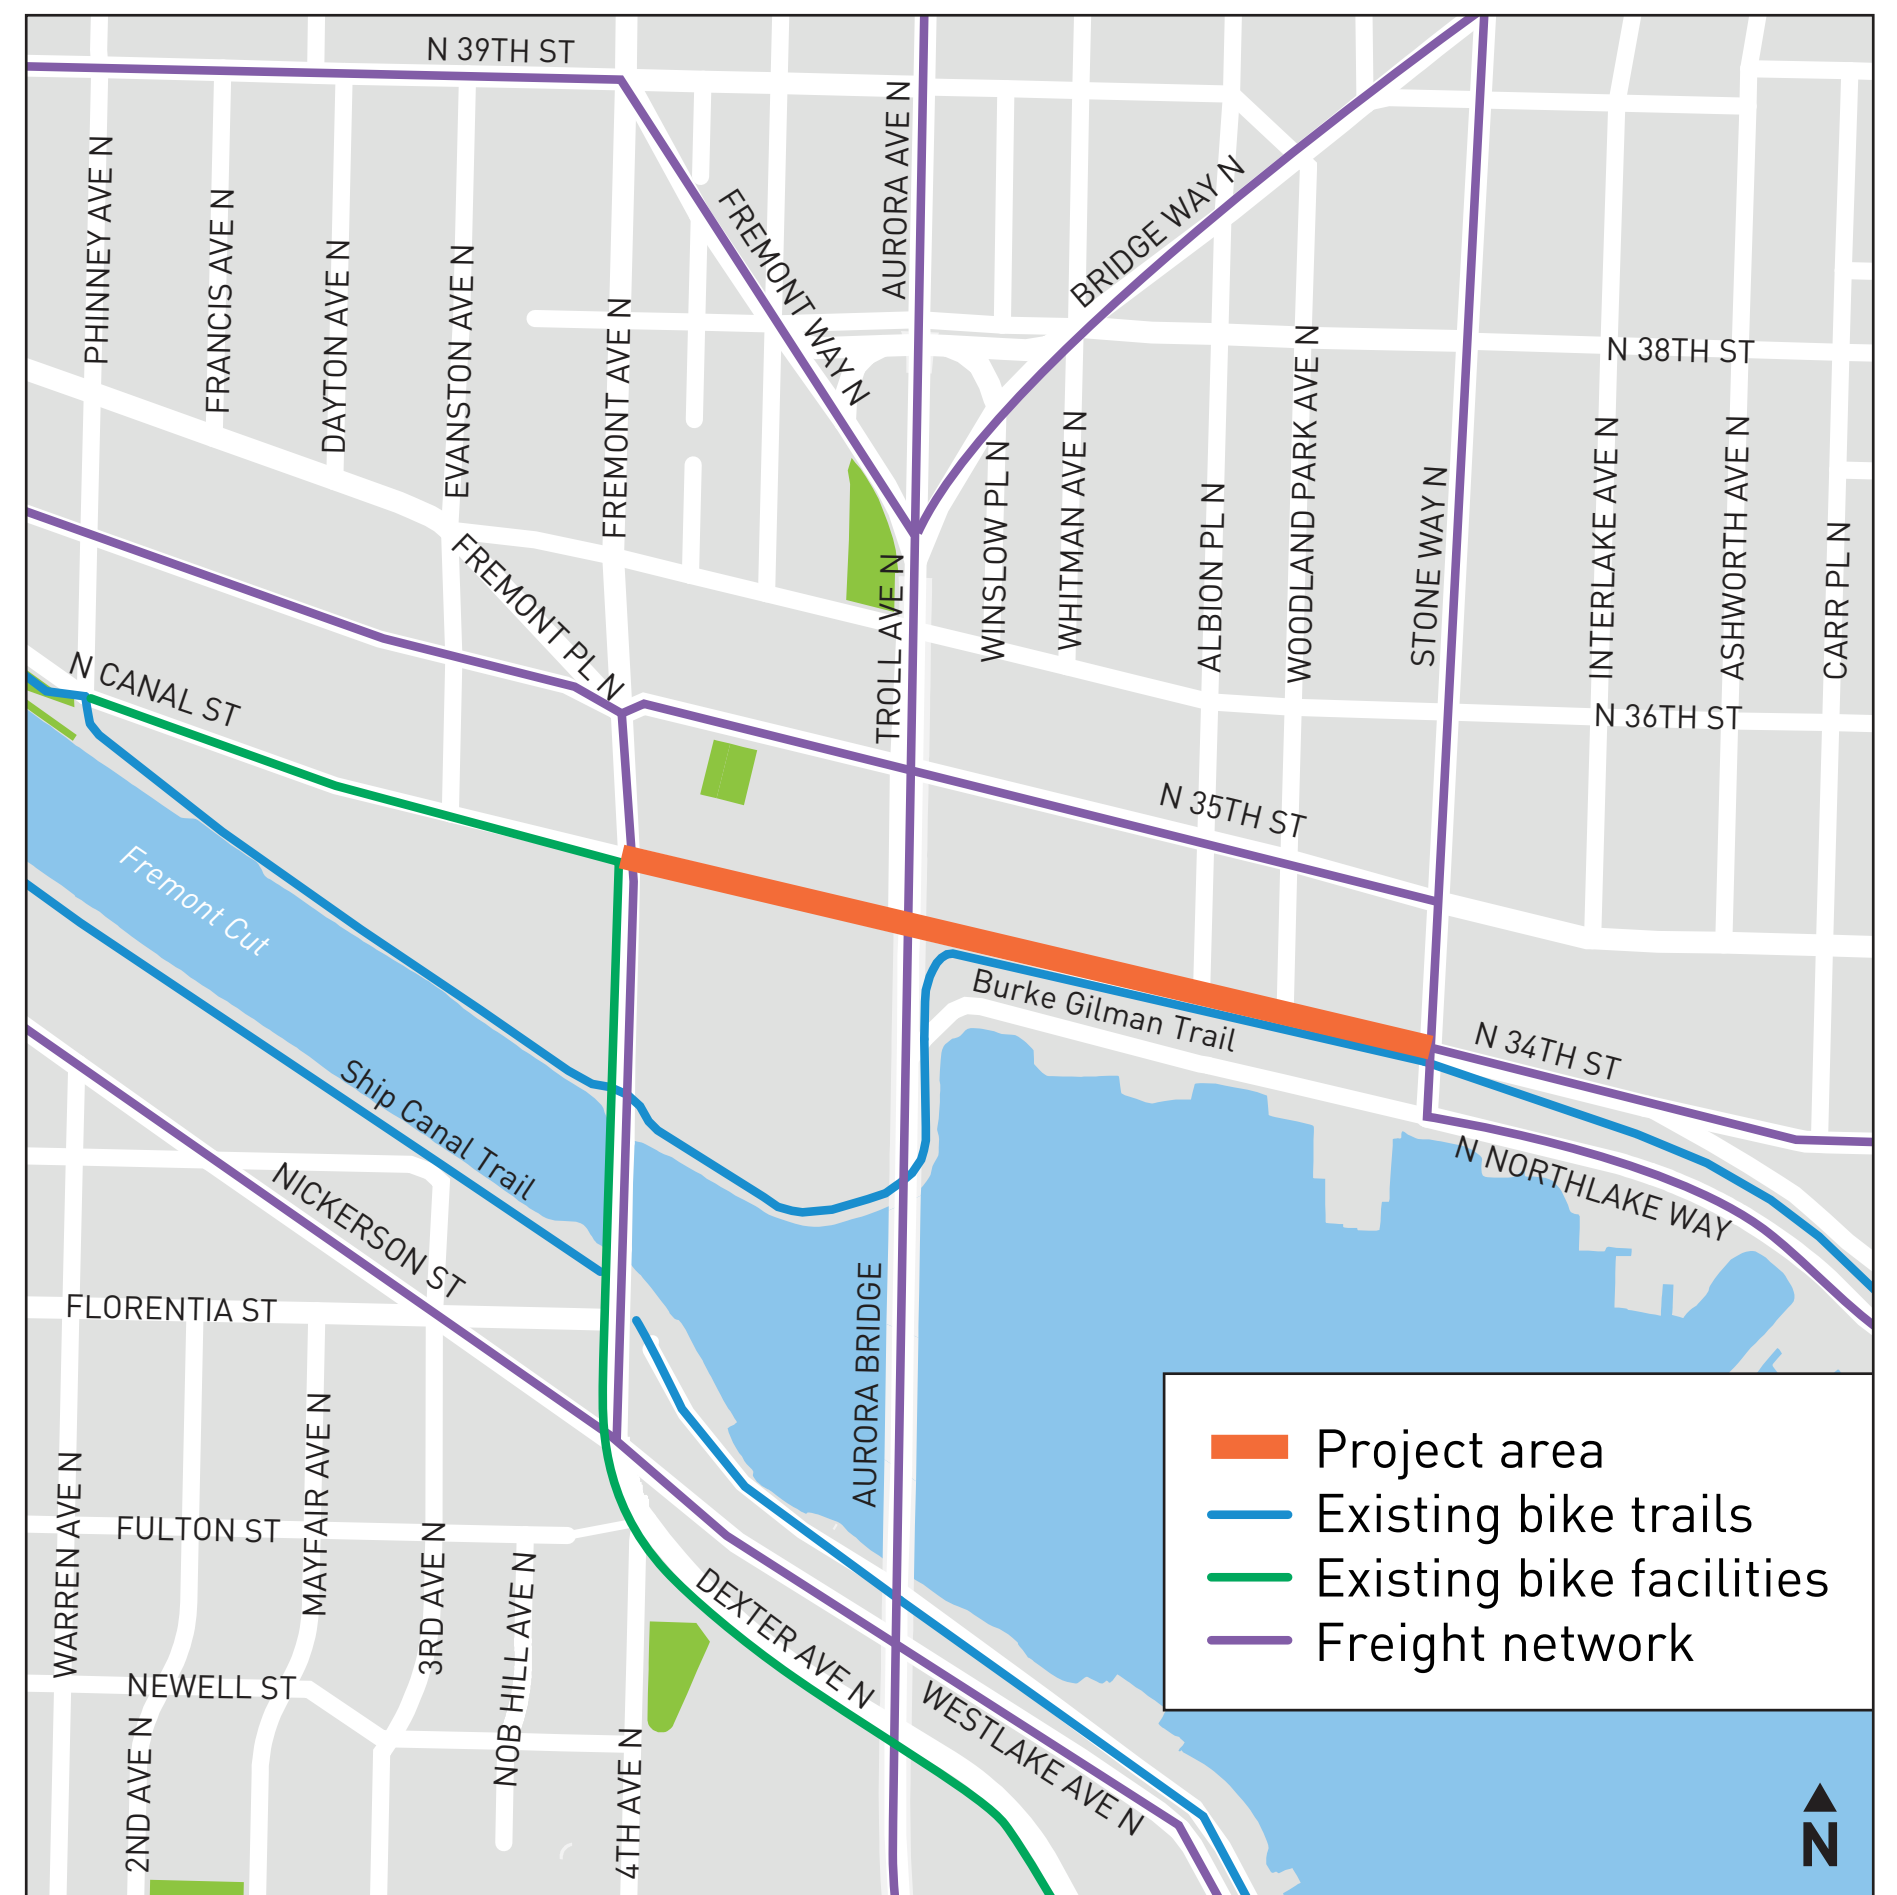 N 39TH ST
PHINNEY AVE N
FRANCIS AVE N
DAYTON AVE N
EVANSTON AVE N
FREMONT AVE N
FREMONT WAY N
AURORA AVE N
BRIDGE WAY N
N 38TH ST
WINSLOW PL N
WHITMAN AVE N
ALBION PL N
WOODLAND PARK AVE N
STONE WAY N
INTERLAKE AVE N
ASHWORTH AVE N
CARR PL N
FREMONT PL N
TROLL AVE N
N CANAL ST
N 36TH ST
N 35TH ST
Fremont Cut
Burke Gilman Trail
N 34TH ST
Ship Canal Trail
N NORTHLAKE WAY
NICKERSON ST
FLORENTIA ST
AURORA BRIDGE
WARREN AVE N
FULTON ST
MAYFAIR AVE N
3RD AVE N
NOB HILL AVE N
DEXTER AVE N
NEWELL ST
2ND AVE N
4TH AVE N
WESTLAKE AVE N
Project area
Existing bike trails
Existing bike facilities
Freight network
N